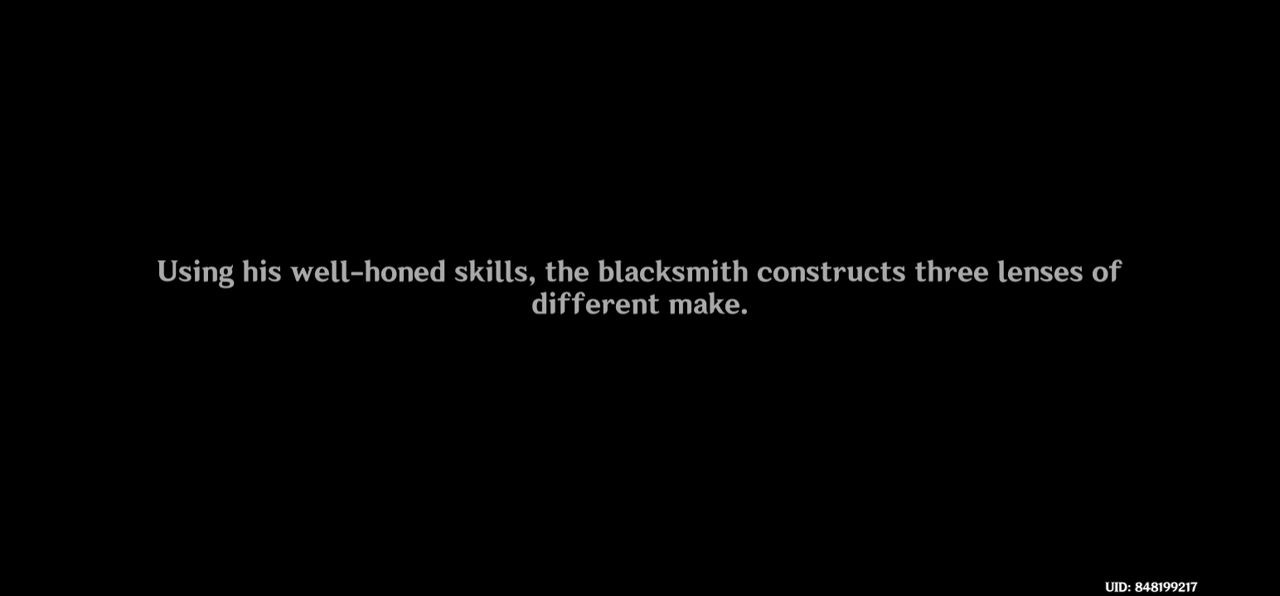 Using his well-honed skills, the blacksmith constructs three lenses of
different make.
UID: 848199217